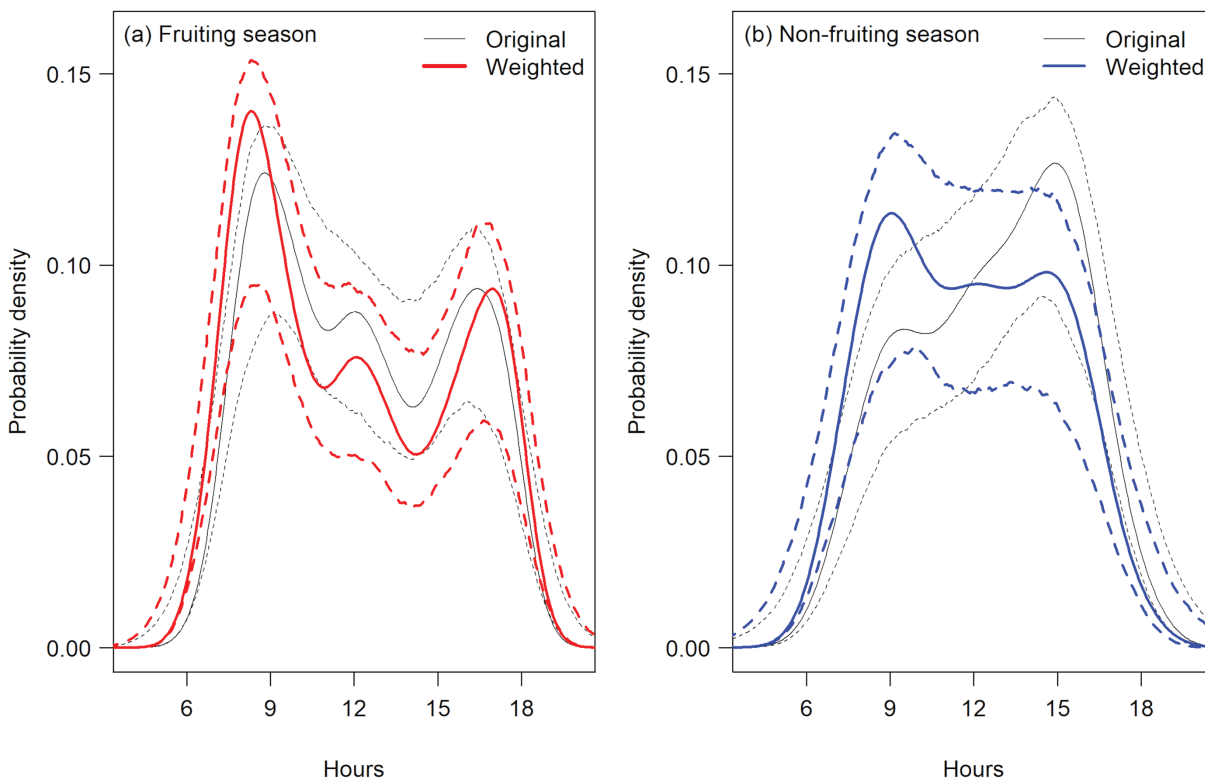 (a) Fruiting season
Original
Weighted
Probability density
0.15
0.10
0.05
0.00
6 9 12 15 18
Hours
(b) Non-fruiting season
Original
Weighted
Probability density
0.15
0.10
0.05
0.00
6 9 12 15 18
Hours